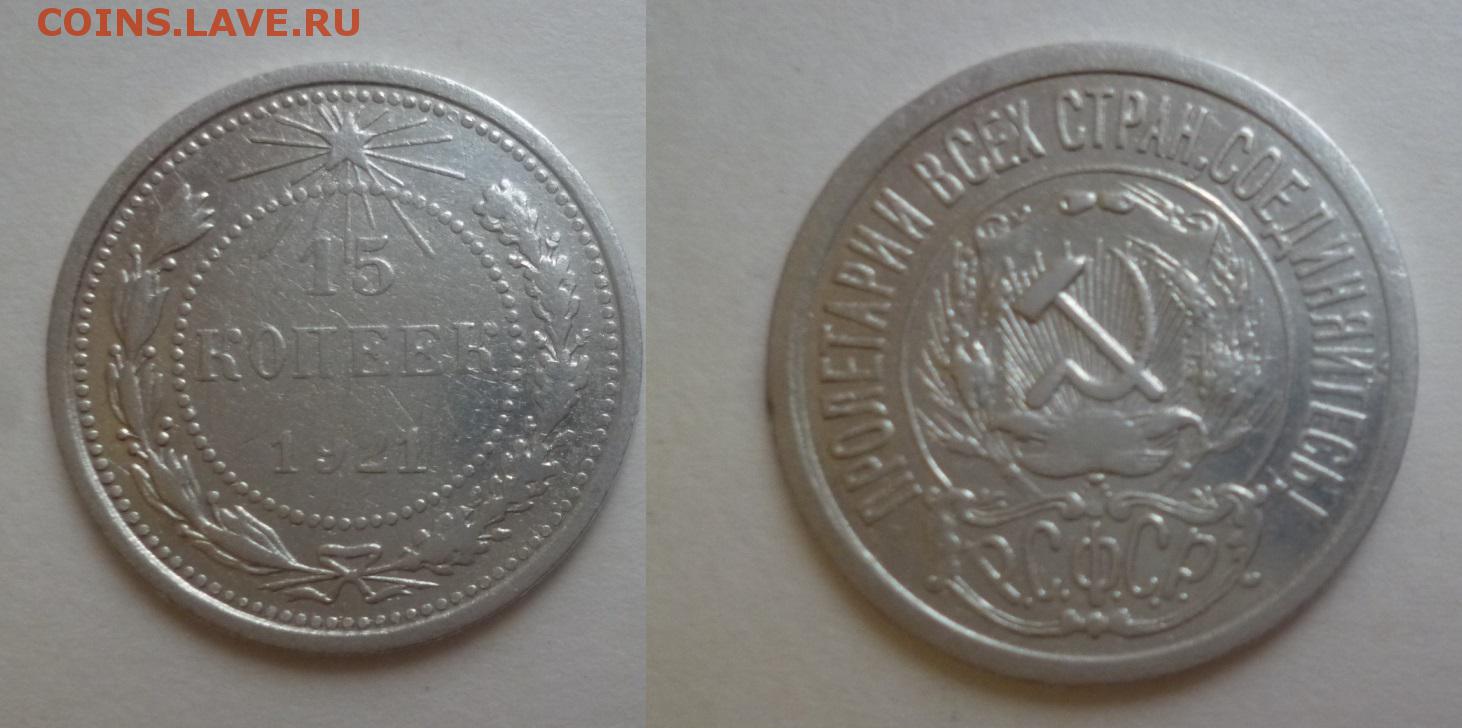 COINS.LAVE.RU
15
КОПЕЕК
1921
ПРОЛЕТАРИИ ВСЕХ СТРАН, СОЕДИНЯЙТЕСЬ!
Р.С.Ф.С.Р.